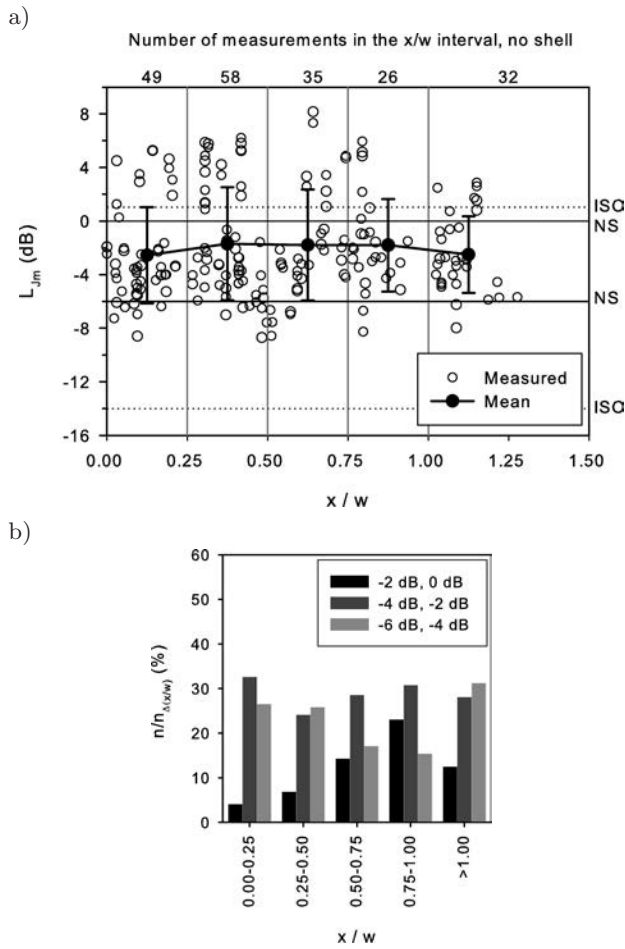 a)
Number of measurements in the x/w interval, no shell
49 58 35 26 32
8
4
0
-4
-8
-12
-16
L_Jm (dB)
ISO
NS
NS
ISO
Measured
Mean
0.00 0.25 0.50 0.75 1.00 1.25 1.50
x / w
b)
60
50
40
30
20
10
0
n/n_Δ(x/w) (%)
-2 dB, 0 dB
-4 dB, -2 dB
-6 dB, -4 dB
0.00-0.25
0.25-0.50
0.50-0.75
0.75-1.00
>1.00
x / w